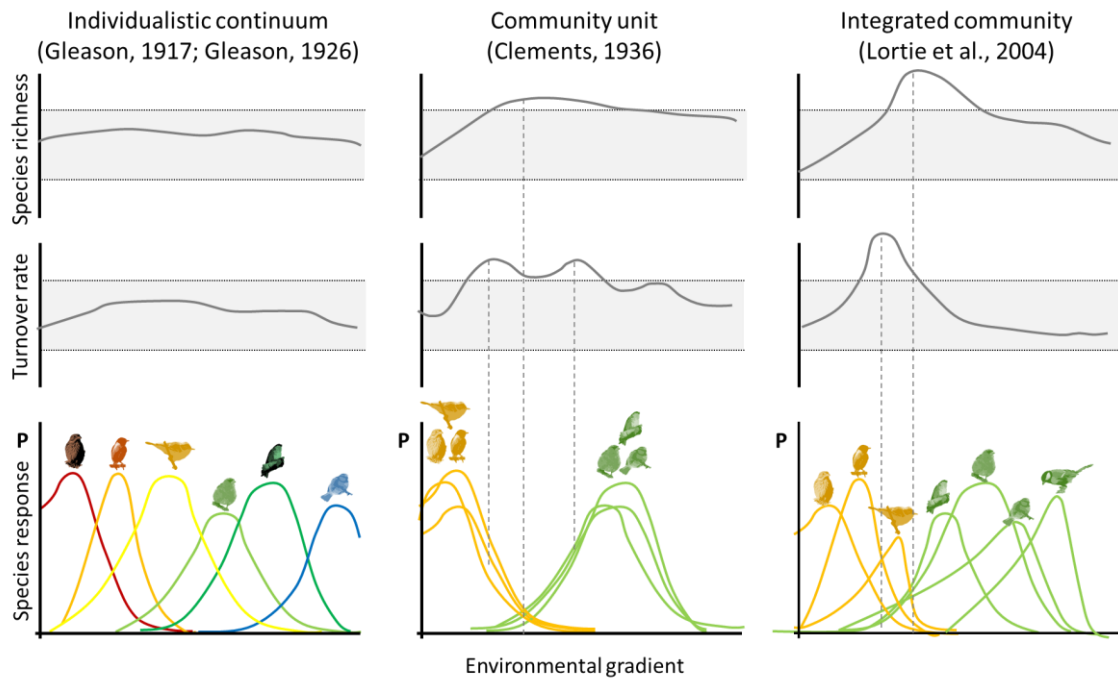 Individualistic continuum
(Gleason, 1917; Gleason, 1926)
Community unit
(Clements, 1936)
Integrated community
(Lortie et al., 2004)
Species richness
Turnover rate
P
P
P
Species response
Environmental gradient